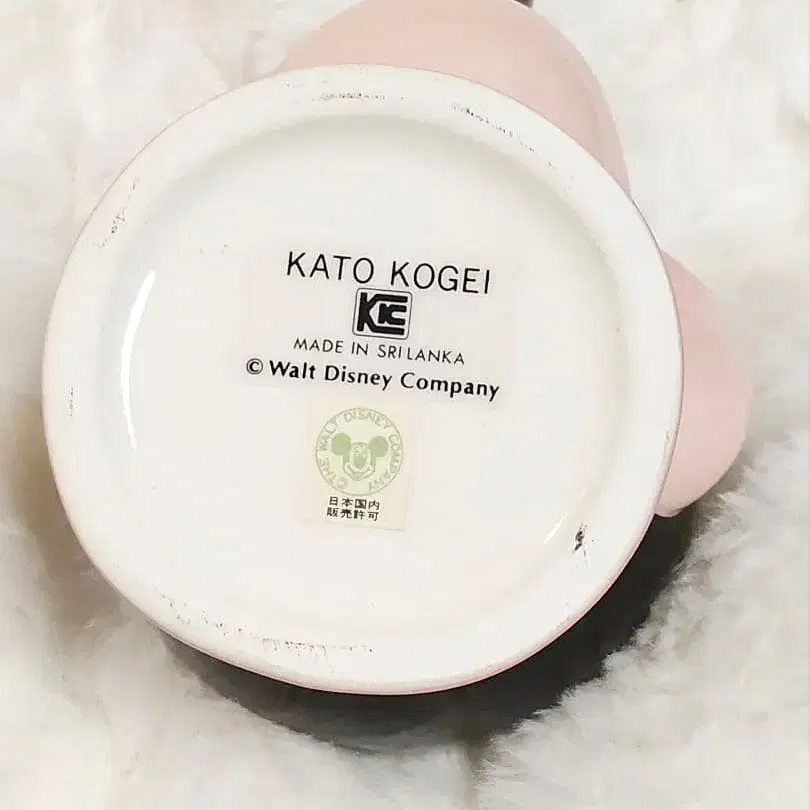 KATO KOGEI
KIC
MADE IN SRI LANKA
© Walt Disney Company
©THE WALT DISNEY COMPANY
日本国内
販売許可